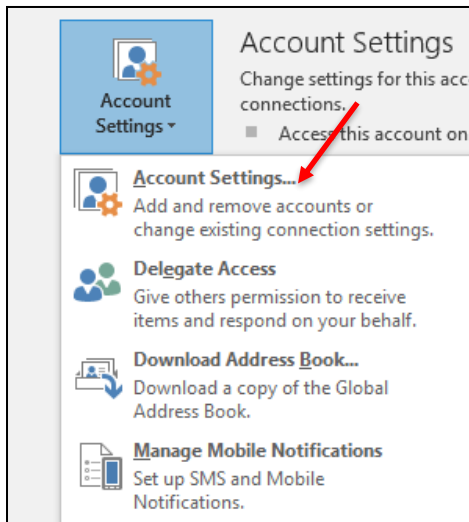 Account
Settings
Account Settings
Change settings for this acc
connections.
Access this account on
Account Settings...
Add and remove accounts or
change existing connection settings.
Delegate Access
Give others permission to receive
items and respond on your behalf.
Download Address Book...
Download a copy of the Global
Address Book.
Manage Mobile Notifications
Set up SMS and Mobile
Notifications.